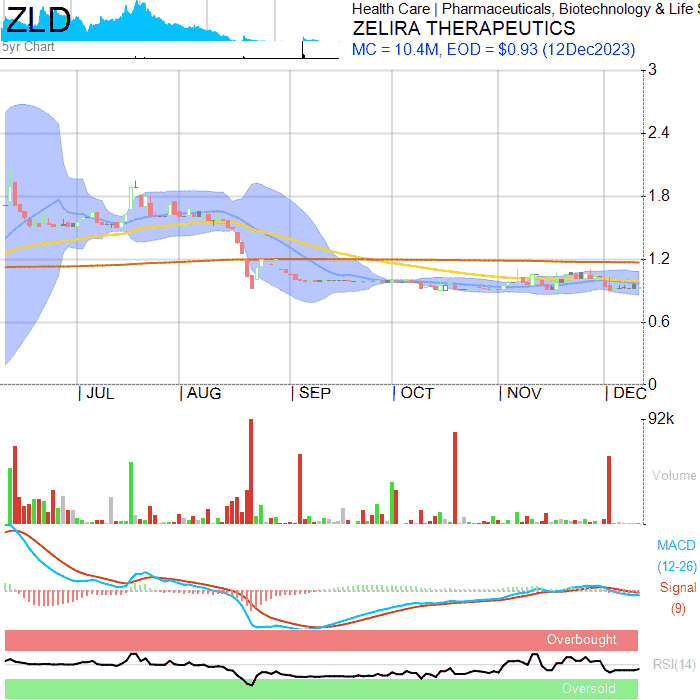 ZLD
5yr Chart
Health Care | Pharmaceuticals, Biotechnology & Life S
ZELIRA THERAPEUTICS
MC = 10.4M, EOD = $0.93 (12Dec2023)
3
2.4
1.8
1.2
0.6
0
| JUL | AUG | SEP | OCT | NOV | DEC
92k
Volume
MACD
(12-26)
Signal
(9)
Overbought
RSI(14)
Oversold